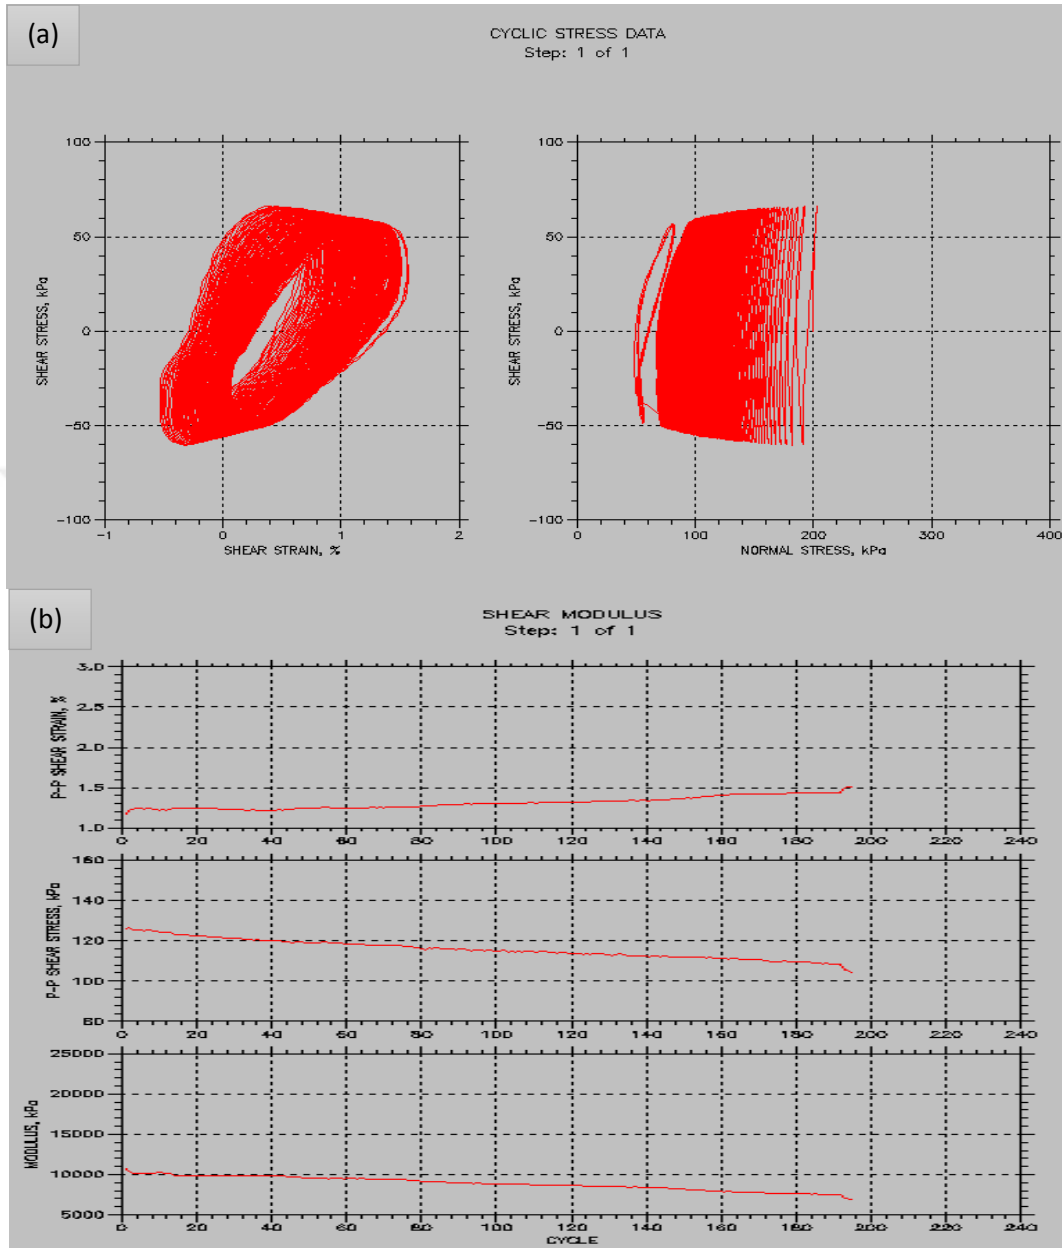 (a)
CYCLIC STRESS DATA
Step: 1 of 1
SHEAR STRESS, kPa
100
50
0
-50
-100
-1 0 1 2
SHEAR STRAIN, %
SHEAR STRESS, kPa
100
50
0
-50
-100
0 100 200 300 400
NORMAL STRESS, kPa
(b)
SHEAR MODULUS
Step: 1 of 1
P-P SHEAR STRAIN, %
3.0
2.5
2.0
1.5
1.0
0 20 40 60 80 100 120 140 160 180 200 220 240
P-P SHEAR STRESS, kPa
160
140
120
100
80
0 20 40 60 80 100 120 140 160 180 200 220 240
MODULUS, kPa
25000
20000
15000
10000
5000
0 20 40 60 80 100 120 140 160 180 200 220 240
CYCLE